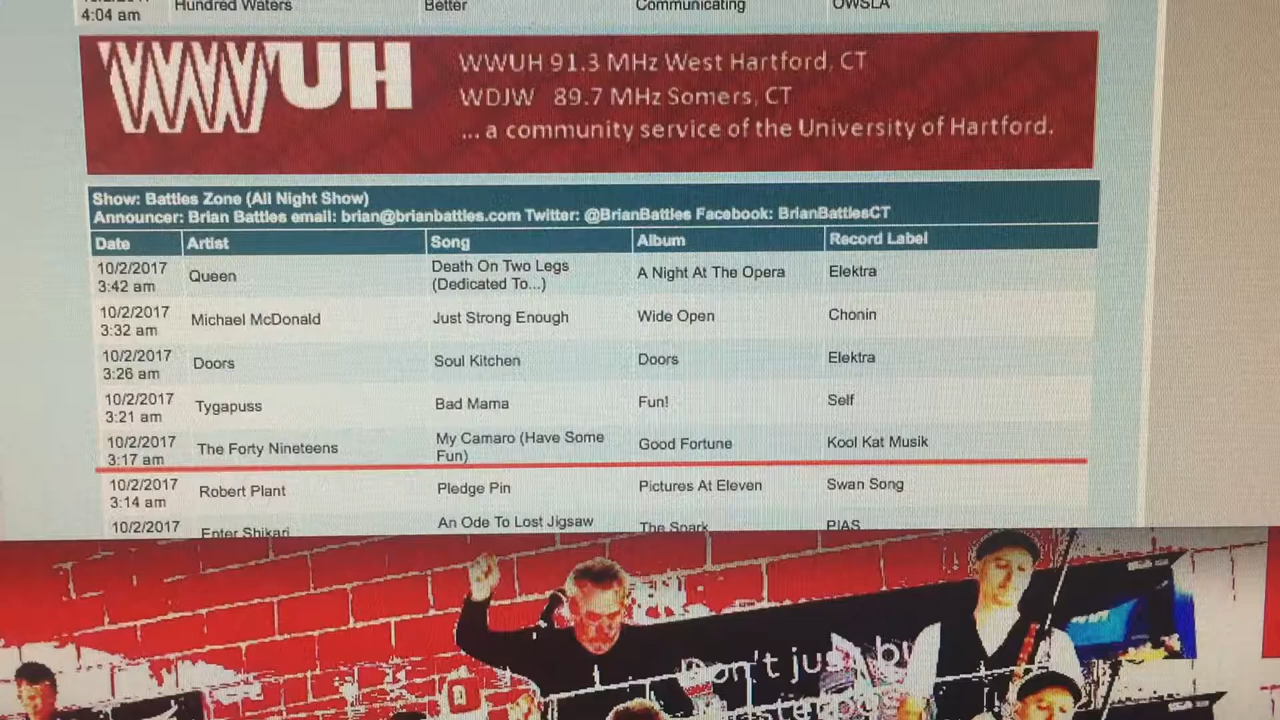 4:04 am Hundred Waters Better Communicating OWSLA
WWUH WWUH 91.3 MHz West Hartford, CT
WDJW 89.7 MHz Somers, CT
... a community service of the University of Hartford.
Show: Battles Zone (All Night Show)
Announcer: Brian Battles email: brian@brianbattles.com Twitter: @BrianBattles Facebook: BrianBattlesCT
Date Artist Song Album Record Label
10/2/2017 3:42 am Queen Death On Two Legs (Dedicated To...) A Night At The Opera Elektra
10/2/2017 3:32 am Michael McDonald Just Strong Enough Wide Open Chonin
10/2/2017 3:26 am Doors Soul Kitchen Doors Elektra
10/2/2017 3:21 am Tygapuss Bad Mama Fun! Self
10/2/2017 3:17 am The Forty Nineteens My Camaro (Have Some Fun) Good Fortune Kool Kat Musik
10/2/2017 3:14 am Robert Plant Pledge Pin Pictures At Eleven Swan Song
10/2/2017 Enter Shikari An Ode To Lost Jigsaw The Spark PIAS
Don't just